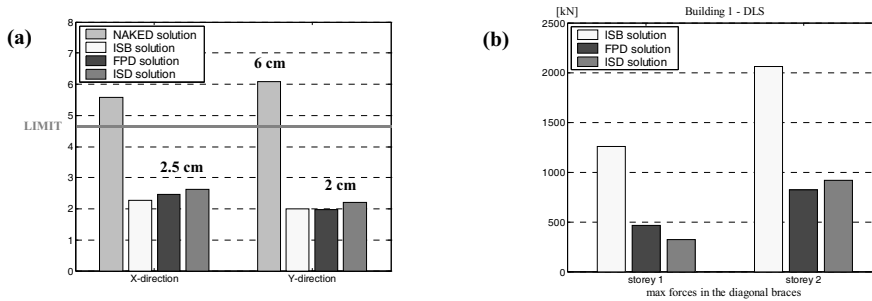 (a)
NAKED solution
ISB solution
FPD solution
ISD solution
8
7
6
5
4
3
2
1
0
LIMIT
6 cm
2.5 cm
2 cm
X-direction
Y-direction
(b)
[kN]
Building 1 - DLS
ISB solution
FPD solution
ISD solution
2500
2000
1500
1000
500
0
storey 1
storey 2
max forces in the diagonal braces